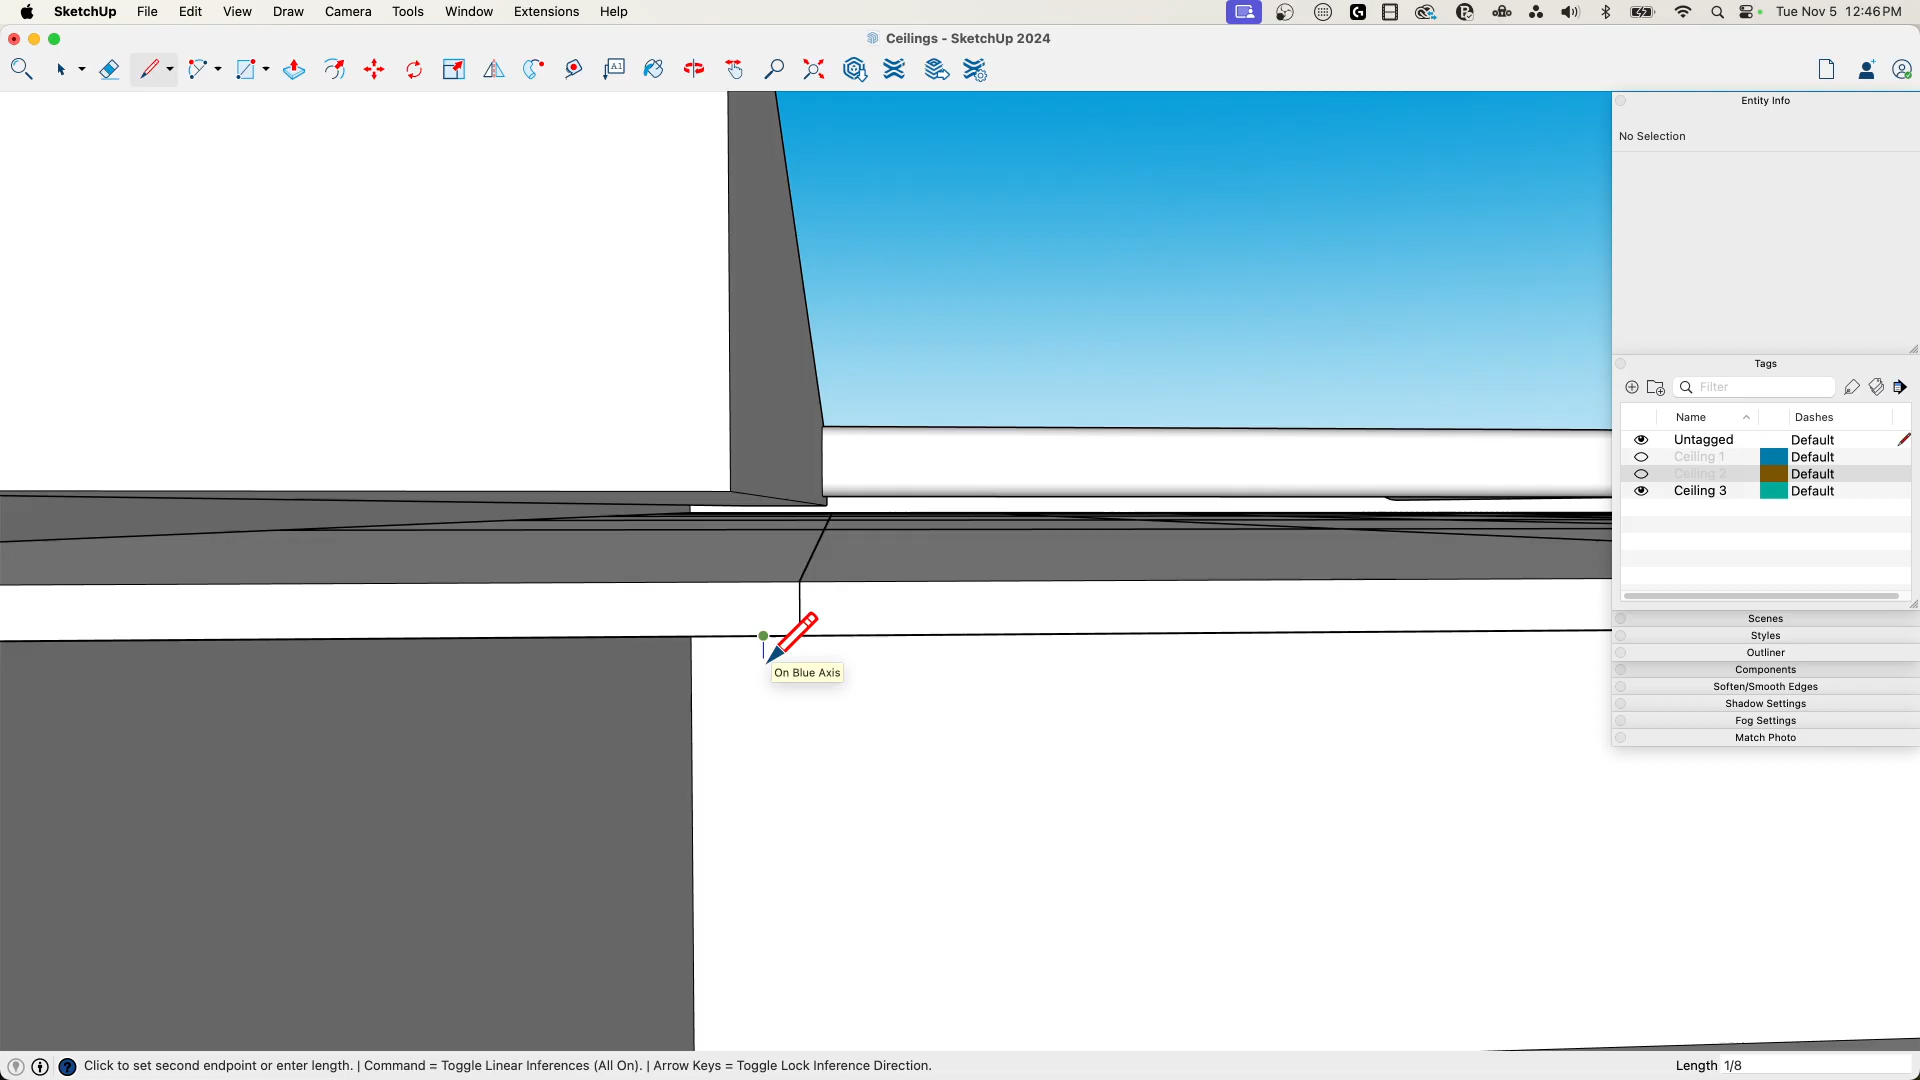 SketchUp File Edit View Draw Camera Tools Window Extensions Help
Tue Nov 5 12:46 PM
Ceilings - SketchUp 2024
A1
Entity Info
No Selection
Tags
Filter
Name Dashes
Untagged Default
Ceiling 1 Default
Ceiling 2 Default
Ceiling 3 Default
Scenes
Styles
Outliner
Components
Soften/Smooth Edges
Shadow Settings
Fog Settings
Match Photo
On Blue Axis
Click to set second endpoint or enter length. | Command = Toggle Linear Inferences (All On). | Arrow Keys = Toggle Lock Inference Direction.
Length 1/8